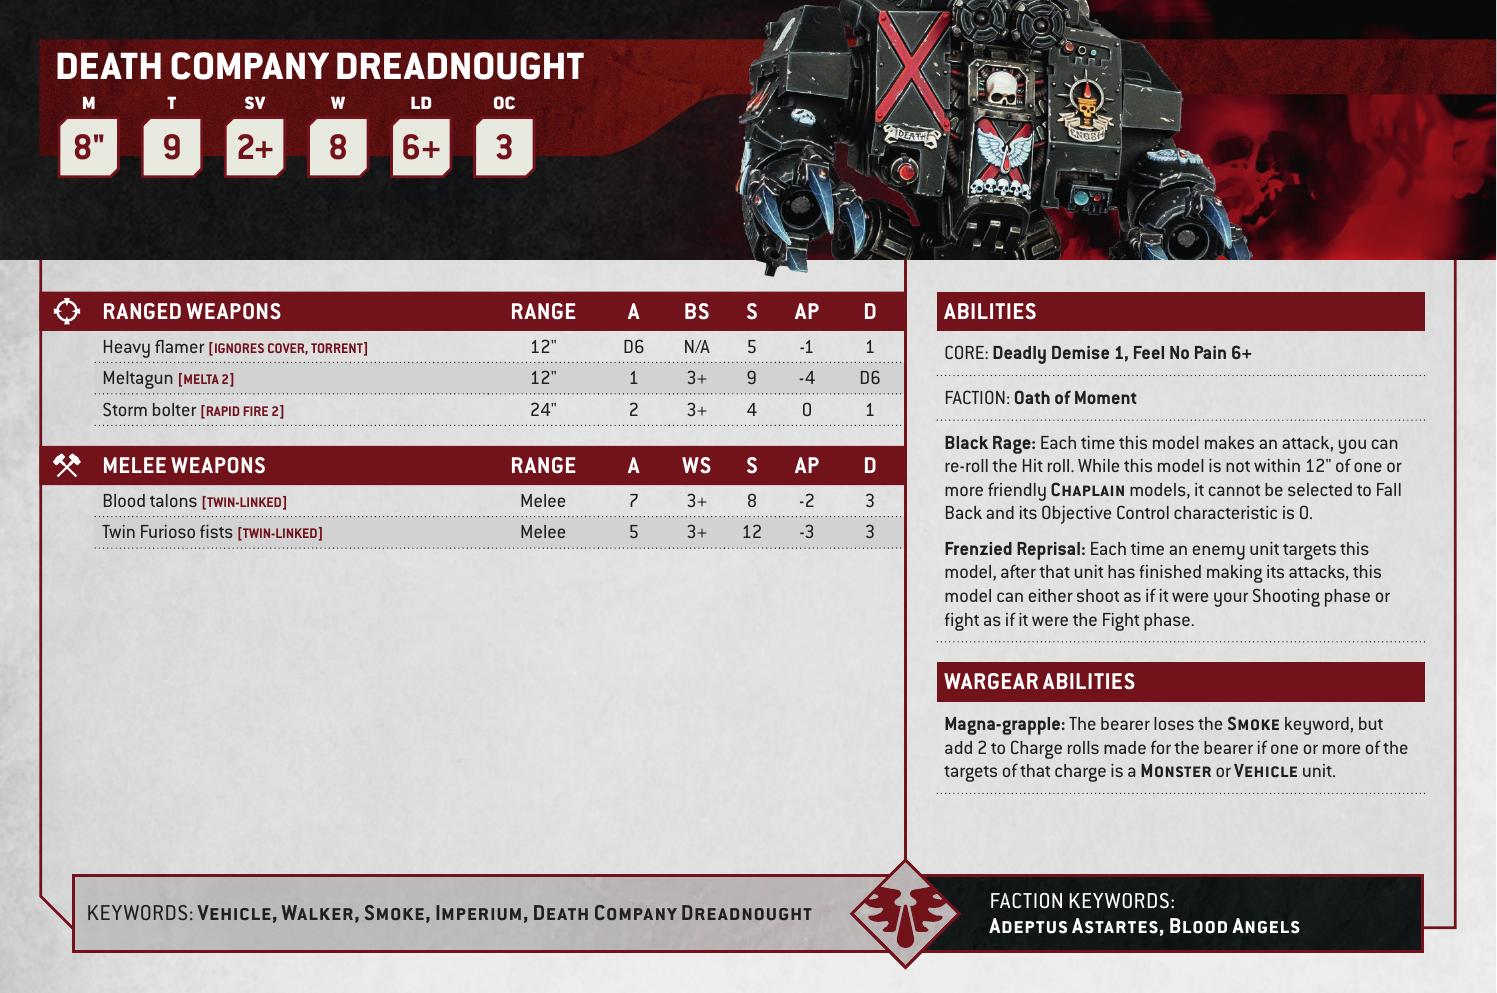 DEATH COMPANY DREADNOUGHT
M T SV W LD OC
8" 9 2+ 8 6+ 3
DEATH
RANGED WEAPONS RANGE A BS S AP D
Heavy flamer [IGNORES COVER, TORRENT] 12" D6 N/A 5 -1 1
Meltagun [MELTA 2] 12" 1 3+ 9 -4 D6
Storm bolter [RAPID FIRE 2] 24" 2 3+ 4 0 1
MELEE WEAPONS RANGE A WS S AP D
Blood talons [TWIN-LINKED] Melee 7 3+ 8 -2 3
Twin Furioso fists [TWIN-LINKED] Melee 5 3+ 12 -3 3
ABILITIES
CORE: Deadly Demise 1, Feel No Pain 6+
FACTION: Oath of Moment
Black Rage: Each time this model makes an attack, you can
re-roll the Hit roll. While this model is not within 12" of one or
more friendly CHAPLAIN models, it cannot be selected to Fall
Back and its Objective Control characteristic is 0.
Frenzied Reprisal: Each time an enemy unit targets this
model, after that unit has finished making its attacks, this
model can either shoot as if it were your Shooting phase or
fight as if it were the Fight phase.
WARGEAR ABILITIES
Magna-grapple: The bearer loses the SMOKE keyword, but
add 2 to Charge rolls made for the bearer if one or more of the
targets of that charge is a MONSTER or VEHICLE unit.
KEYWORDS: VEHICLE, WALKER, SMOKE, IMPERIUM, DEATH COMPANY DREADNOUGHT
FACTION KEYWORDS:
ADEPTUS ASTARTES, BLOOD ANGELS